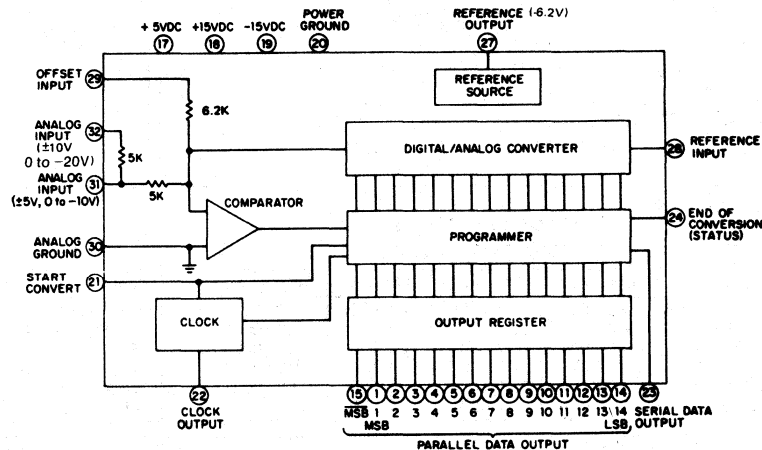 + 5VDC +15VDC -15VDC POWER GROUND REFERENCE (-6.2V) OUTPUT
17 18 19 20 27
OFFSET INPUT 29
6.2K
REFERENCE SOURCE
ANALOG INPUT (±10V 0 to -20V) 32
5K
DIGITAL/ANALOG CONVERTER
28 REFERENCE INPUT
ANALOG INPUT (±5V, 0 to -10V) 31
5K
COMPARATOR
PROGRAMMER
24 END OF CONVERSION (STATUS)
ANALOG GROUND 30
START CONVERT 21
CLOCK
OUTPUT REGISTER
22
CLOCK OUTPUT
15 1 2 3 4 5 6 7 8 9 10 11 12 13 14 23
MSB 1 2 3 4 5 6 7 8 9 10 11 12 13 14 SERIAL DATA OUTPUT
MSB LSB
PARALLEL DATA OUTPUT